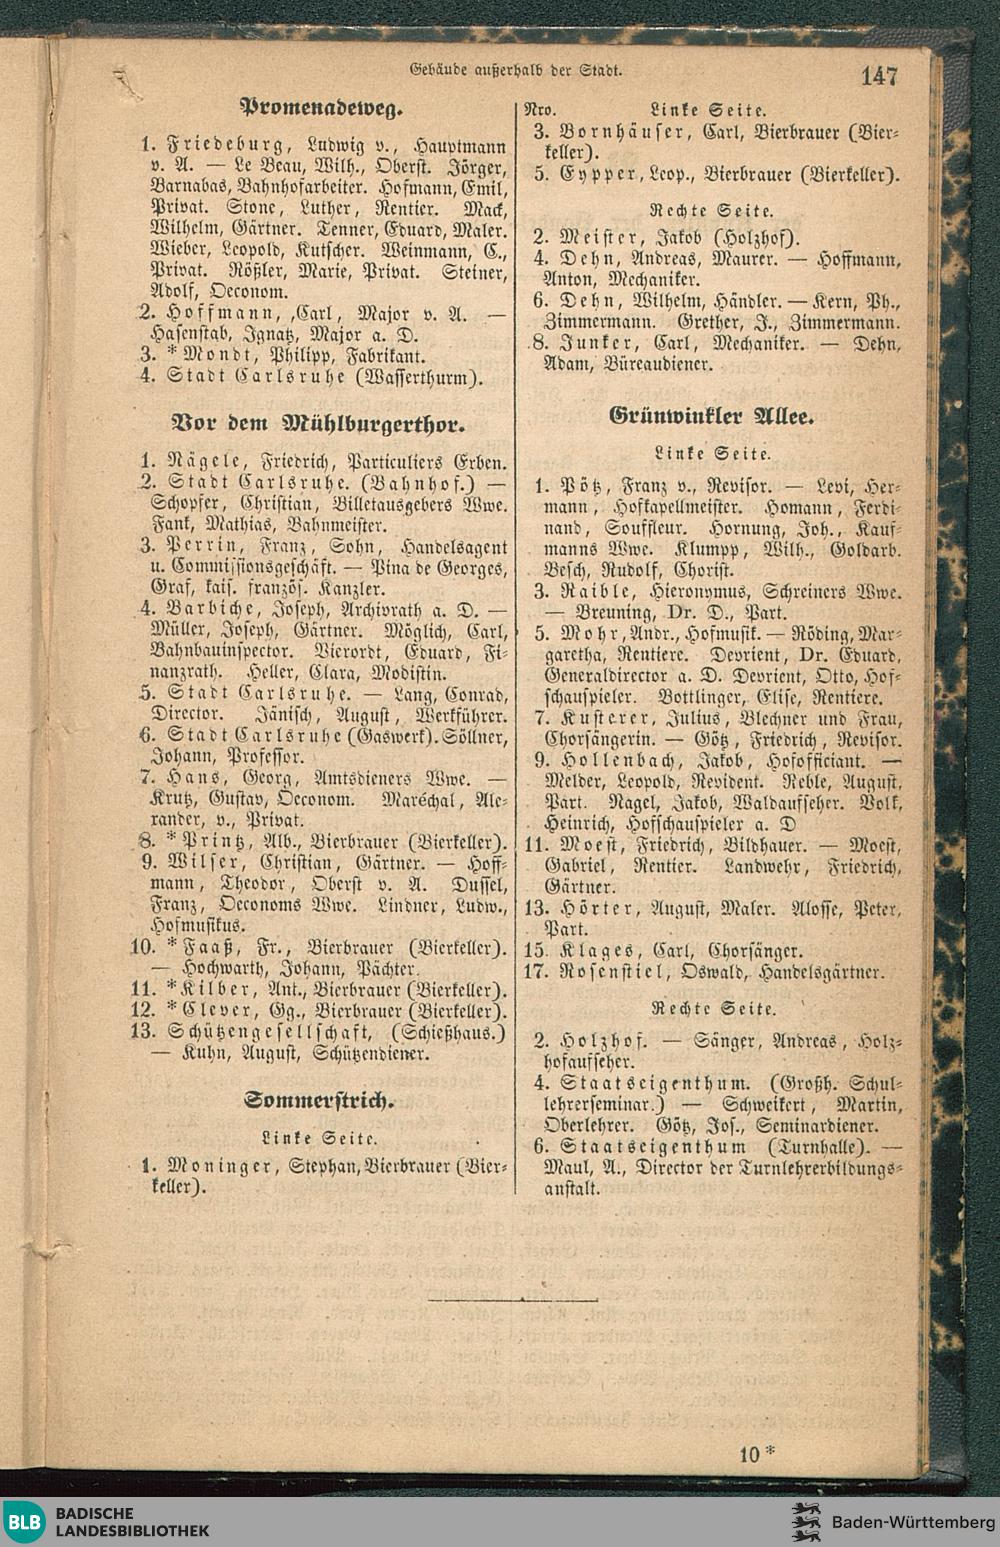 Gebäude außerhalb der Stadt.
147
Promenadeweg.
1. Friedeburg, Ludwig v., Hauptmann
v. A. — Le Beau, Wilh., Oberst. Jörger,
Barnabas, Bahnhofarbeiter. Hofmann, Emil,
Privat. Stone, Luther, Rentier. Mack,
Wilhelm, Gärtner. Tenner, Eduard, Maler.
Wieber, Leopold, Kutscher. Weinmann, C.,
Privat. Rößler, Marie, Privat. Steiner,
Adolf, Oeconom.
2. Hoffmann, Carl, Major v. A. —
Hasenstab, Ignatz, Major a. D.
3. * Mondt, Philipp, Fabrikant.
4. Stadt Carlsruhe (Wasserthurm).
Vor dem Mühlburgerthor.
1. Nägele, Friedrich, Particuliers Erben.
2. Stadt Carlsruhe. (Bahnhof.) —
Schopfer, Christian, Billetausgebers Wwe.
Fank, Mathias, Bahnmeister.
3. Perrin, Franz, Sohn, Handelsagent
u. Commissionsgeschäft. — Pina de Georges,
Graf, kais. französ. Kanzler.
4. Barbiche, Joseph, Archivrath a. D. —
Müller, Joseph, Gärtner. Möglich, Carl,
Bahnbauinspector. Vierordt, Eduard, Fi-
nanzrath. Heller, Clara, Modistin.
5. Stadt Carlsruhe. — Lang, Conrad,
Director. Jänisch, August, Werkführer.
6. Stadt Carlsruhe (Gaswerk). Söllner,
Johann, Professor.
7. Hans, Georg, Amtsdieners Wwe. —
Krutz, Gustav, Oeconom. Maréchal, Ale-
xander, v., Privat.
8. * Printz, Alb., Bierbrauer (Bierkeller).
9. Wilser, Christian, Gärtner. — Hoff-
mann, Theodor, Oberst v. A. Dussel,
Franz, Oeconoms Wwe. Lindner, Ludw.,
Hofmusikus.
10. * Faaß, Fr., Bierbrauer (Bierkeller).
— Hochwarth, Johann, Pächter.
11. * Kilber, Ant., Bierbrauer (Bierkeller).
12. * Clever, Gg., Bierbrauer (Bierkeller).
13. Schützengesellschaft, (Schießhaus.)
— Kuhn, August, Schützendiener.
Sommerstrich.
Linke Seite.
1. Moninger, Stephan, Bierbrauer (Bier-
keller).
Nro. Linke Seite.
3. Bornhäuser, Carl, Bierbrauer (Bier-
keller).
5. Eypper, Leop., Bierbrauer (Bierkeller).
Rechte Seite.
2. Meister, Jakob (Holzhof).
4. Dehn, Andreas, Maurer. — Hoffmann,
Anton, Mechaniker.
6. Dehn, Wilhelm, Händler. — Kern, Ph.,
Zimmermann. Grether, J., Zimmermann.
8. Junker, Carl, Mechaniker. — Dehn,
Adam, Büreaudiener.
Grünwinkler Allee.
Linke Seite.
1. Pötz, Franz v., Revisor. — Levi, Her-
mann, Hofkapellmeister. Homann, Ferdi-
nand, Souffleur. Hornung, Joh., Kauf-
manns Wwe. Klumpp, Wilh., Goldarb.
Besch, Rudolf, Chorist.
3. Raible, Hieronymus, Schreiners Wwe.
— Breuning, Dr. D., Part.
5. Mohr, Andr., Hofmusik. — Röding, Mar-
garetha, Rentiere. Devrient, Dr. Eduard,
Generaldirector a. D. Devrient, Otto, Hof-
schauspieler. Bottlinger, Elise, Rentiere.
7. Kusterer, Julius, Blechner und Frau,
Chorsängerin. — Götz, Friedrich, Revisor.
9. Hollenbach, Jakob, Hofofficiant. —
Melder, Leopold, Revident. Reble, August,
Part. Nagel, Jakob, Waldaufseher. Volk,
Heinrich, Hofschauspieler a. D
11. Moest, Friedrich, Bildhauer. — Moest,
Gabriel, Rentier. Landwehr, Friedrich,
Gärtner.
13. Hörter, August, Maler. Alosse, Peter,
Part.
15. Klages, Carl, Chorsänger.
17. Rosenstiel, Oswald, Handelsgärtner.
Rechte Seite.
2. Holzhof. — Sänger, Andreas, Holz-
hofaufseher.
4. Staatseigenthum. (Großh. Schul-
lehrerseminar.) — Schweikert, Martin,
Oberlehrer. Götz, Jos., Seminardiener.
6. Staatseigenthum (Turnhalle). —
Maul, A., Director der Turnlehrerbildungs-
anstalt.
10*
BLB BADISCHE
LANDESBIBLIOTHEK
Baden-Württemberg